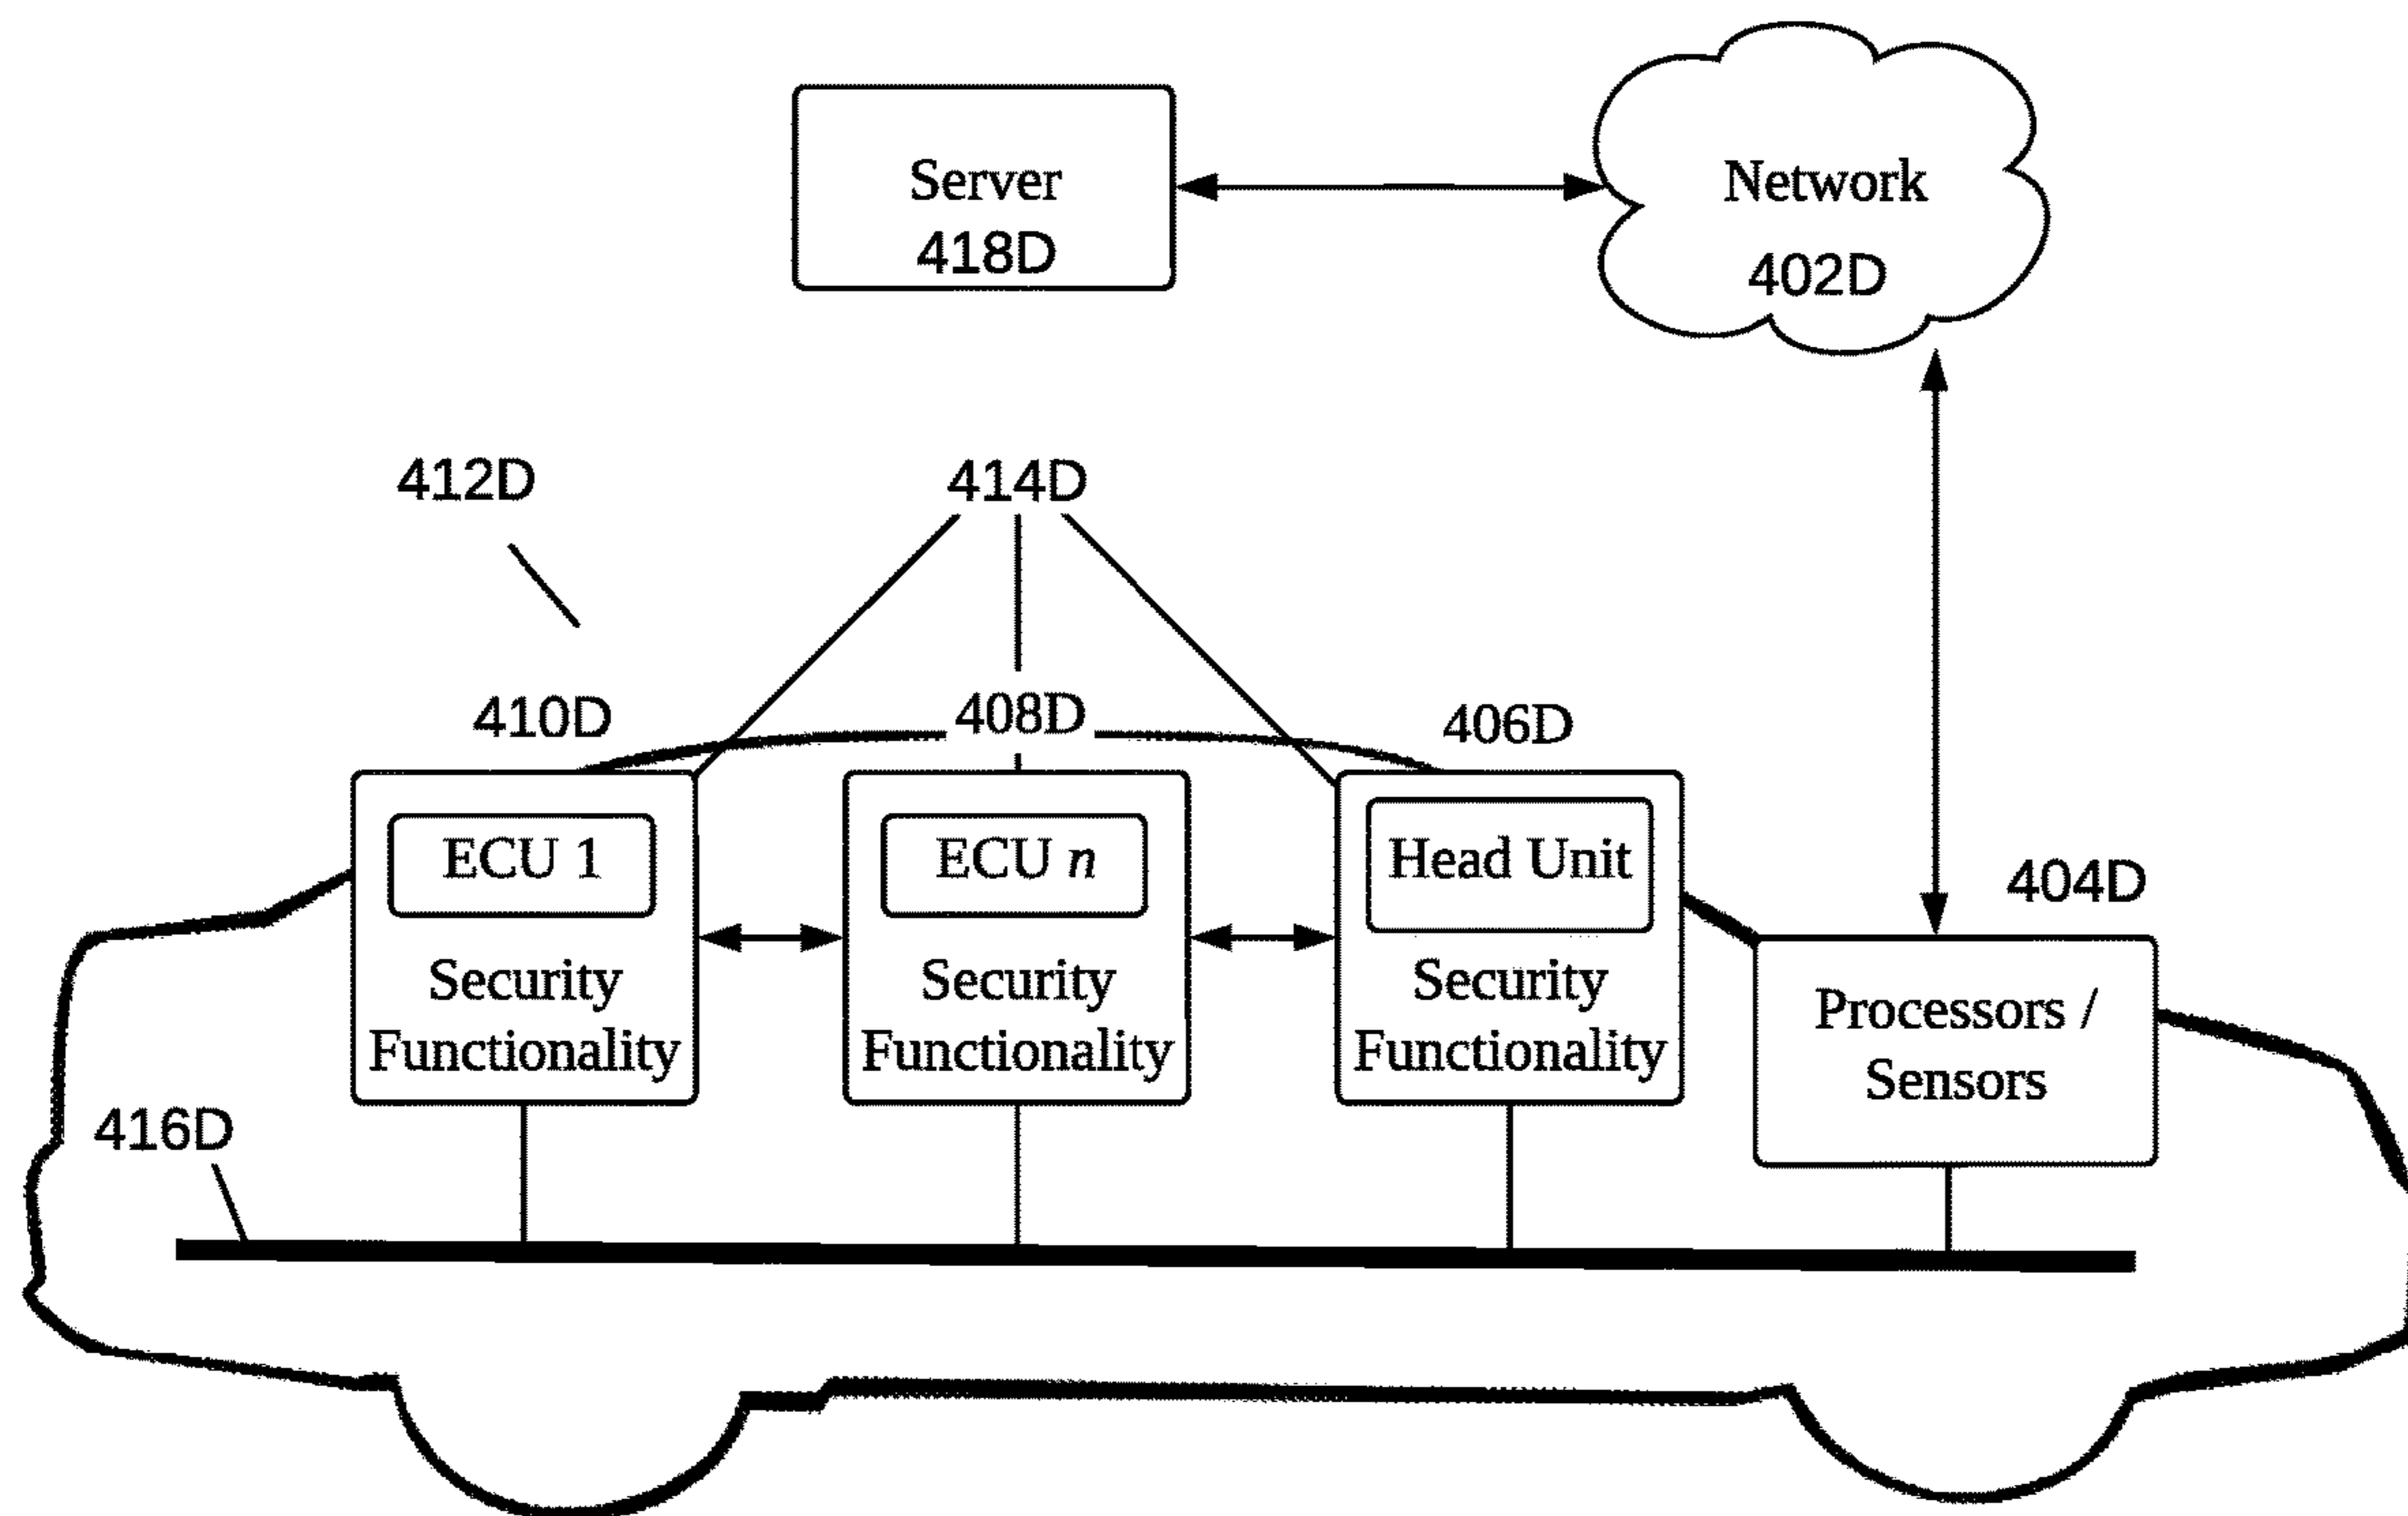 Server
418D
Network
402D
412D
414D
410D
408D
406D
404D
ECU 1
Security
Functionality
ECU n
Security
Functionality
Head Unit
Security
Functionality
Processors /
Sensors
416D